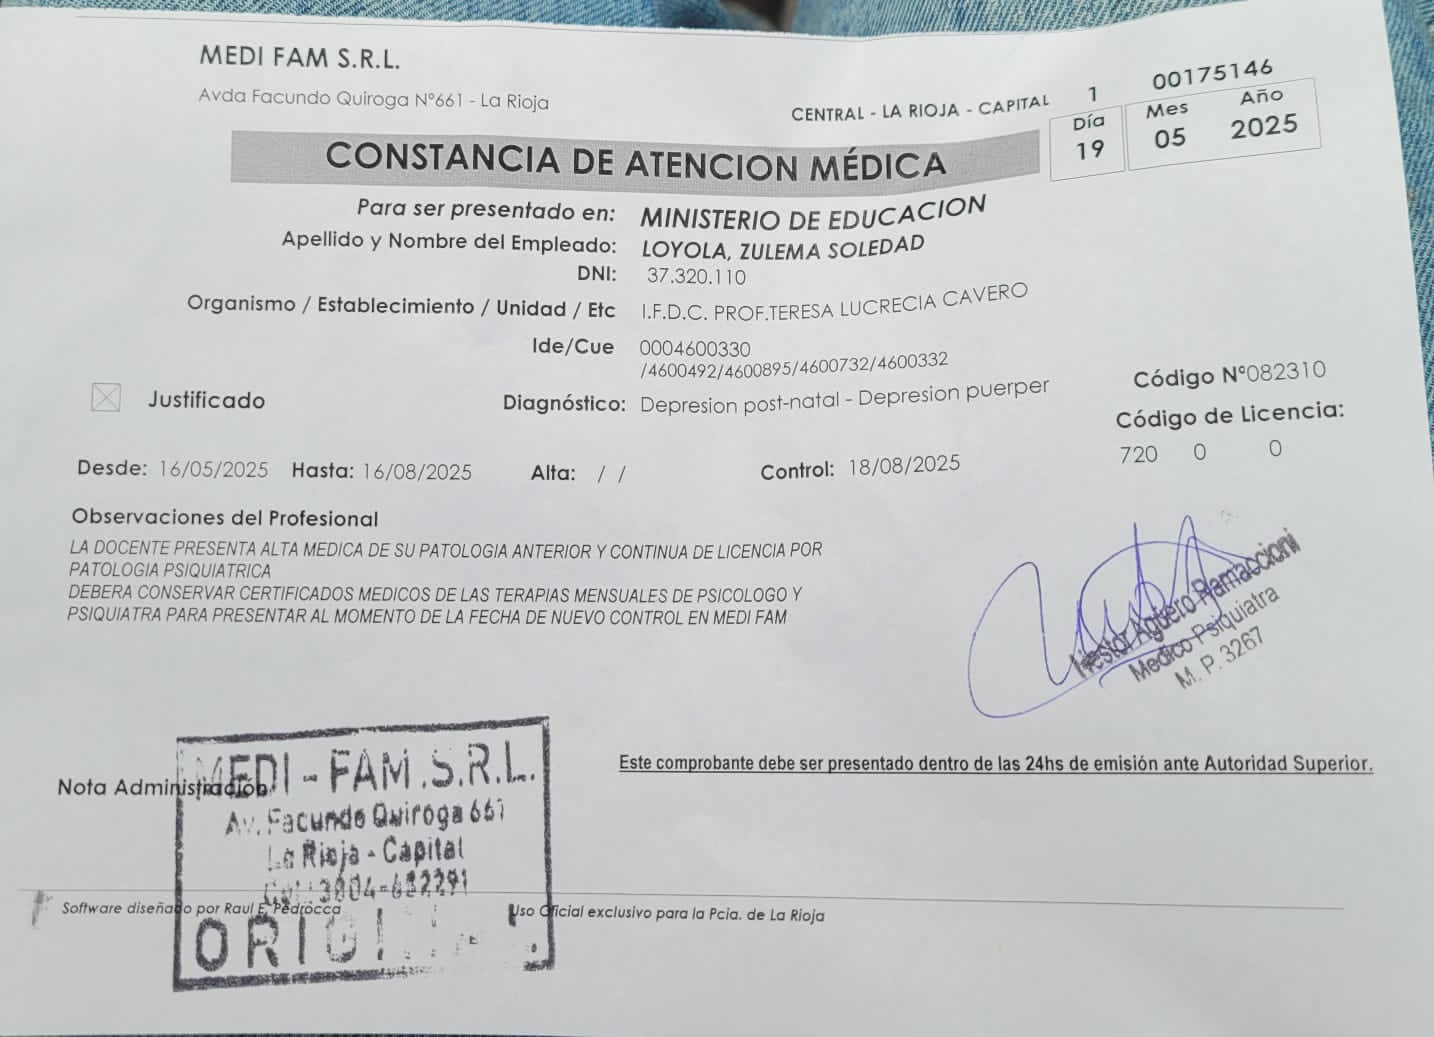 MEDI FAM S.R.L.
Avda Facundo Quiroga Nº661 - La Rioja
CENTRAL - LA RIOJA - CAPITAL 1 00175146
Día Mes Año
19 05 2025
CONSTANCIA DE ATENCION MÉDICA
Para ser presentado en: MINISTERIO DE EDUCACION
Apellido y Nombre del Empleado: LOYOLA, ZULEMA SOLEDAD
DNI: 37.320.110
Organismo / Establecimiento / Unidad / Etc I.F.D.C. PROF.TERESA LUCRECIA CAVERO
Ide/Cue 0004600330
/4600492/4600895/4600732/4600332
Código Nº082310
Justificado Diagnóstico: Depresion post-natal - Depresion puerper
Código de Licencia:
720 0 0
Desde: 16/05/2025 Hasta: 16/08/2025 Alta: / / Control: 18/08/2025
Observaciones del Profesional
LA DOCENTE PRESENTA ALTA MEDICA DE SU PATOLOGIA ANTERIOR Y CONTINUA DE LICENCIA POR
PATOLOGIA PSIQUIATRICA
DEBERA CONSERVAR CERTIFICADOS MEDICOS DE LAS TERAPIAS MENSUALES DE PSICOLOGO Y
PSIQUIATRA PARA PRESENTAR AL MOMENTO DE LA FECHA DE NUEVO CONTROL EN MEDI FAM
Nestor Agüero
Medico Psiquiatra
M. P. 3267
Este comprobante debe ser presentado dentro de las 24hs de emisión ante Autoridad Superior.
Nota Administración
MEDI - FAM .S.R.L.
Av. Facundo Quiroga 661
La Rioja - Capital
Software diseñado por Raul E. Pedrocca
Uso Oficial exclusivo para la Pcia. de La Rioja